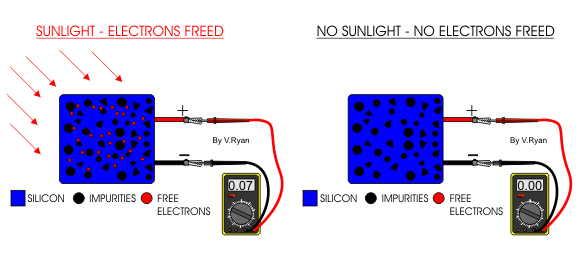 SUNLIGHT - ELECTRONS FREED
NO SUNLIGHT - NO ELECTRONS FREED
+
By V.Ryan
−
0.07
SILICON
IMPURITIES
FREE
ELECTRONS
+
By V.Ryan
−
0.00
SILICON
IMPURITIES
FREE
ELECTRONS